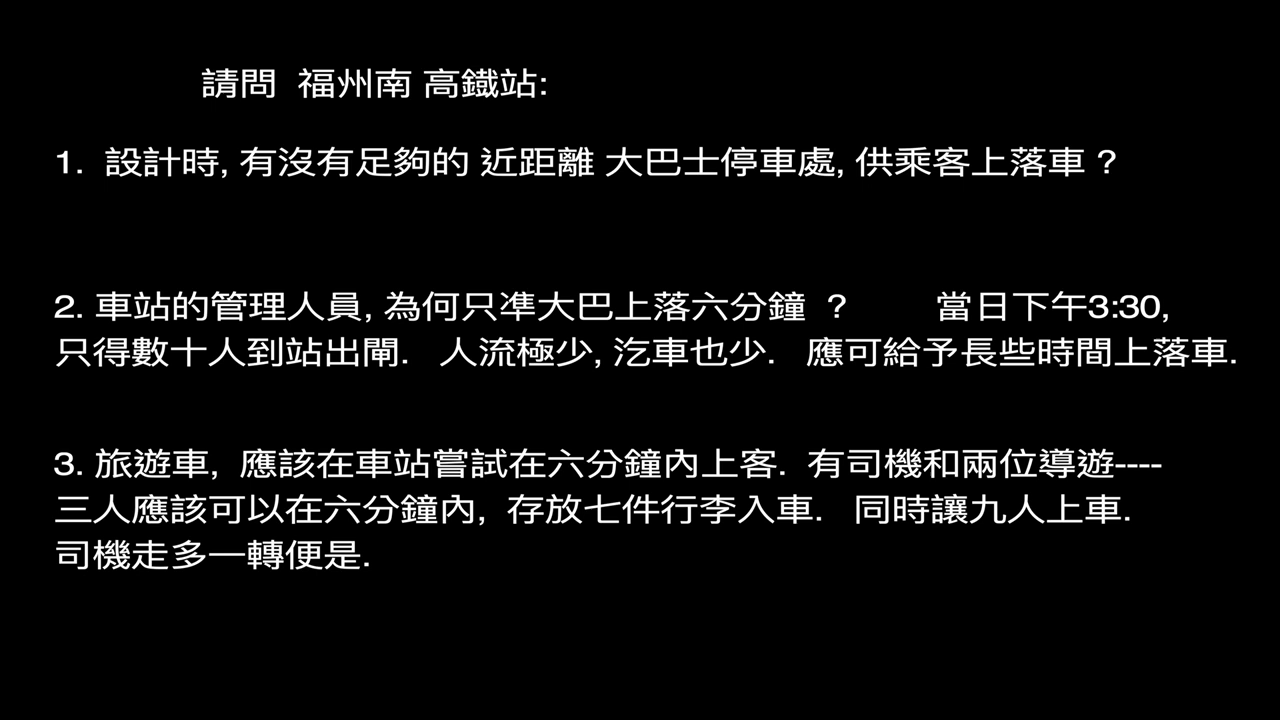 請問 福州南 高鐵站:
1. 設計時, 有沒有足夠的 近距離 大巴士停車處, 供乘客上落車 ?
2. 車站的管理人員, 為何只準大巴上落六分鐘 ? 當日下午3:30,
只得數十人到站出閘. 人流極少, 汔車也少. 應可給予長些時間上落車.
3. 旅遊車, 應該在車站嘗試在六分鐘內上客. 有司機和兩位導遊----
三人應該可以在六分鐘內, 存放七件行李入車. 同時讓九人上車.
司機走多一轉便是.